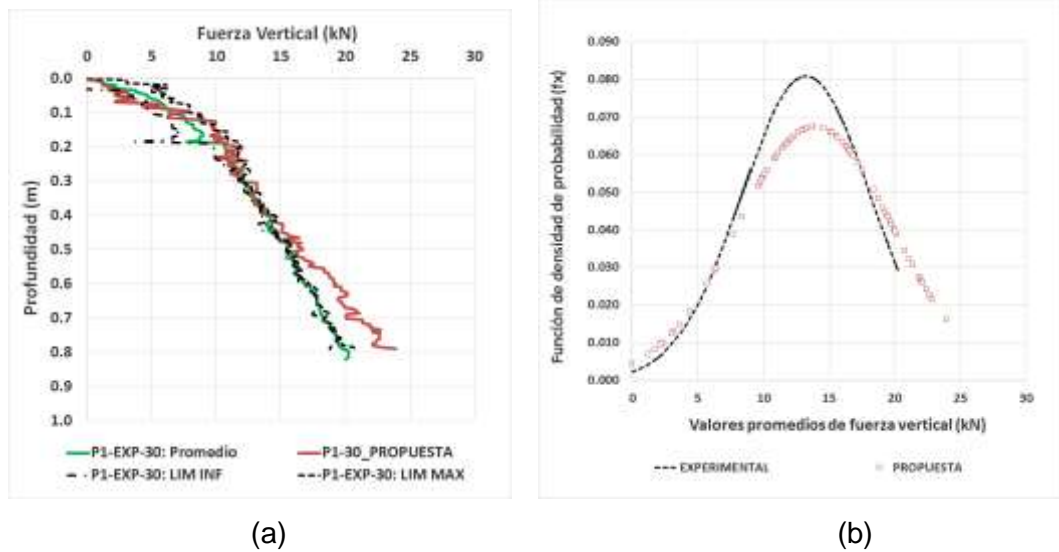 Fuerza Vertical (kN)
0 5 10 15 20 25 30
Profundidad (m)
0.0
0.1
0.2
0.3
0.4
0.5
0.6
0.7
0.8
0.9
1.0
P1-EXP-30: Promedio P1-30_PROPUESTA
P1-EXP-30: LIM INF P1-EXP-30: LIM MAX
(a)
Función de densidad de probabilidad (fx)
0.090
0.080
0.070
0.060
0.050
0.040
0.030
0.020
0.010
0.000
0 5 10 15 20 25 30
Valores promedios de fuerza vertical (kN)
EXPERIMENTAL PROPUESTA
(b)